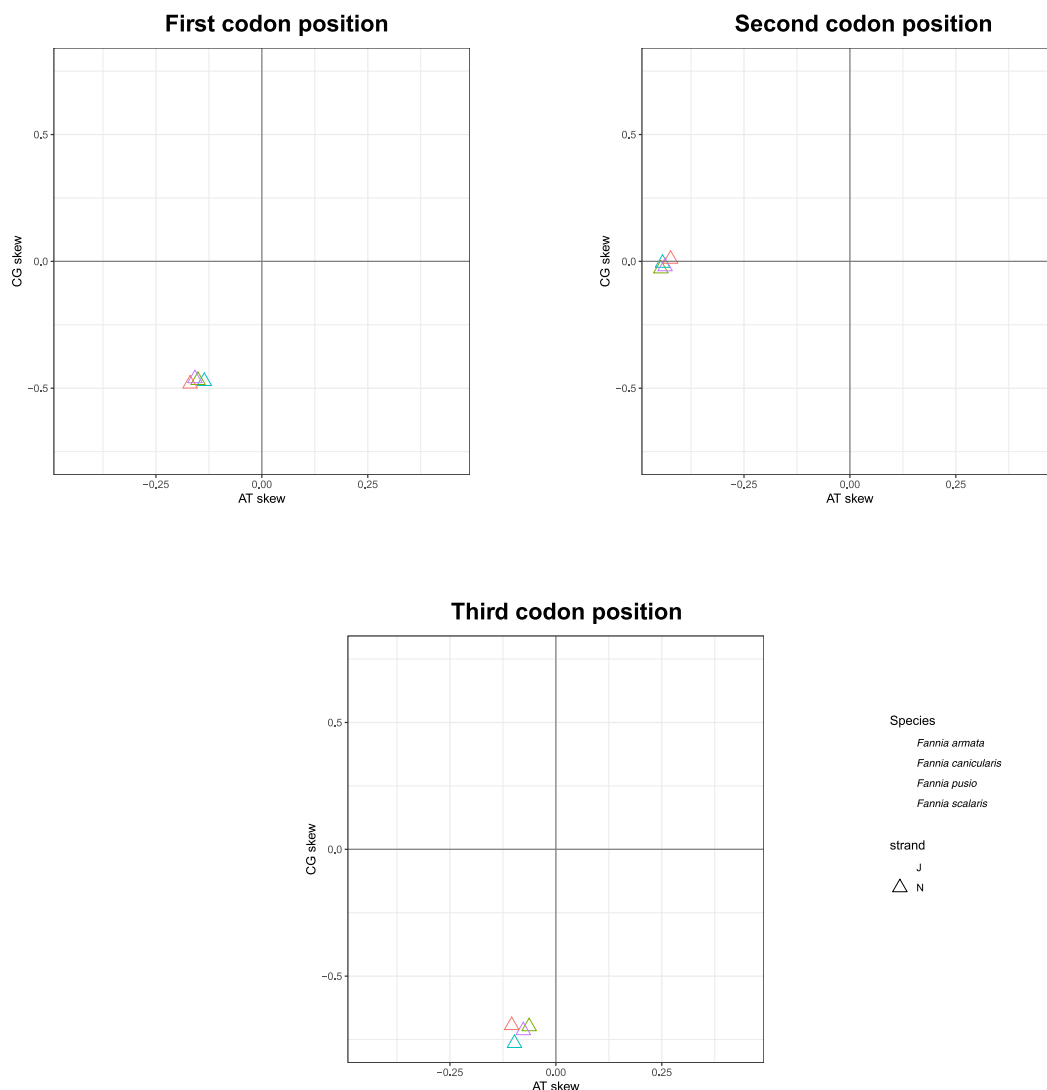 First codon position
Second codon position
0.5
0.0
−0.5
CG skew
−0.25
0.00
0.25
AT skew
0.5
0.0
−0.5
CG skew
−0.25
0.00
0.25
AT skew
Third codon position
0.5
0.0
−0.5
CG skew
−0.25
0.00
0.25
AT skew
Species
Fannia armata
Fannia canicularis
Fannia pusio
Fannia scalaris
strand
J
N